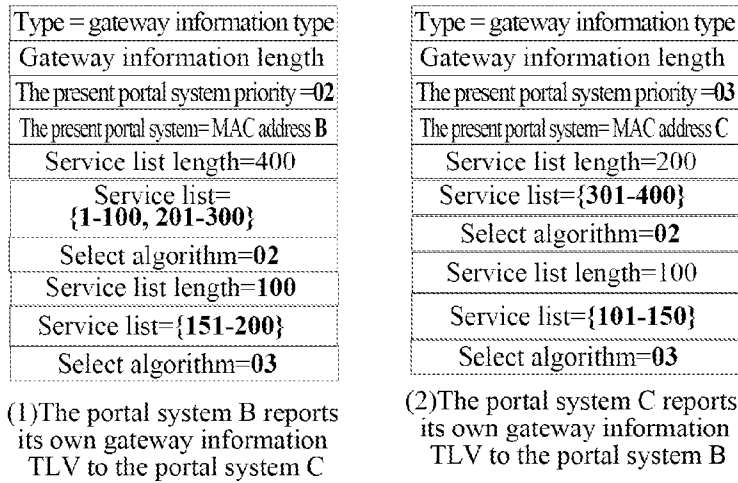 Type = gateway information type
Gateway information length
The present portal system priority =02
The present portal system= MAC address B
Service list length=400
Service list=
{1-100, 201-300}
Select algorithm=02
Service list length=100
Service list={151-200}
Select algorithm=03
(1)The portal system B reports
its own gateway information
TLV to the portal system C
Type = gateway information type
Gateway information length
The present portal system priority =03
The present portal system= MAC address C
Service list length=200
Service list={301-400}
Select algorithm=02
Service list length=100
Service list={101-150}
Select algorithm=03
(2)The portal system C reports
its own gateway information
TLV to the portal system B